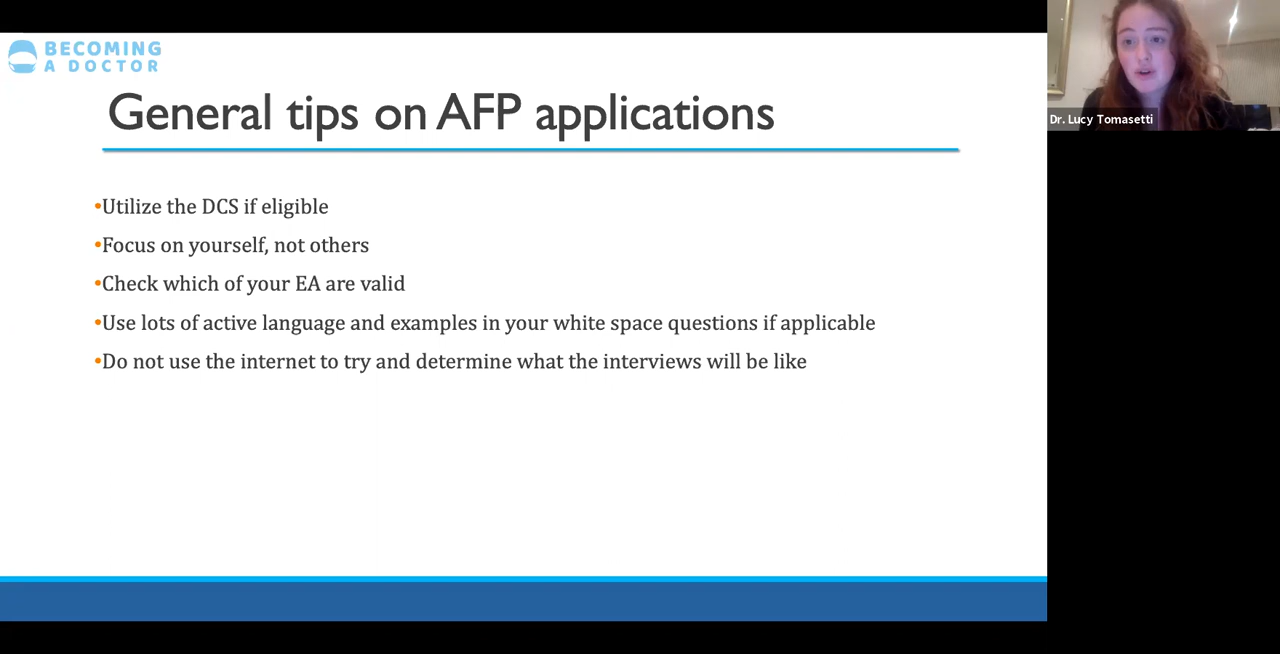 BECOMING
A DOCTOR
General tips on AFP applications
•Utilize the DCS if eligible
•Focus on yourself, not others
•Check which of your EA are valid
•Use lots of active language and examples in your white space questions if applicable
•Do not use the internet to try and determine what the interviews will be like
Dr. Lucy Tomasetti